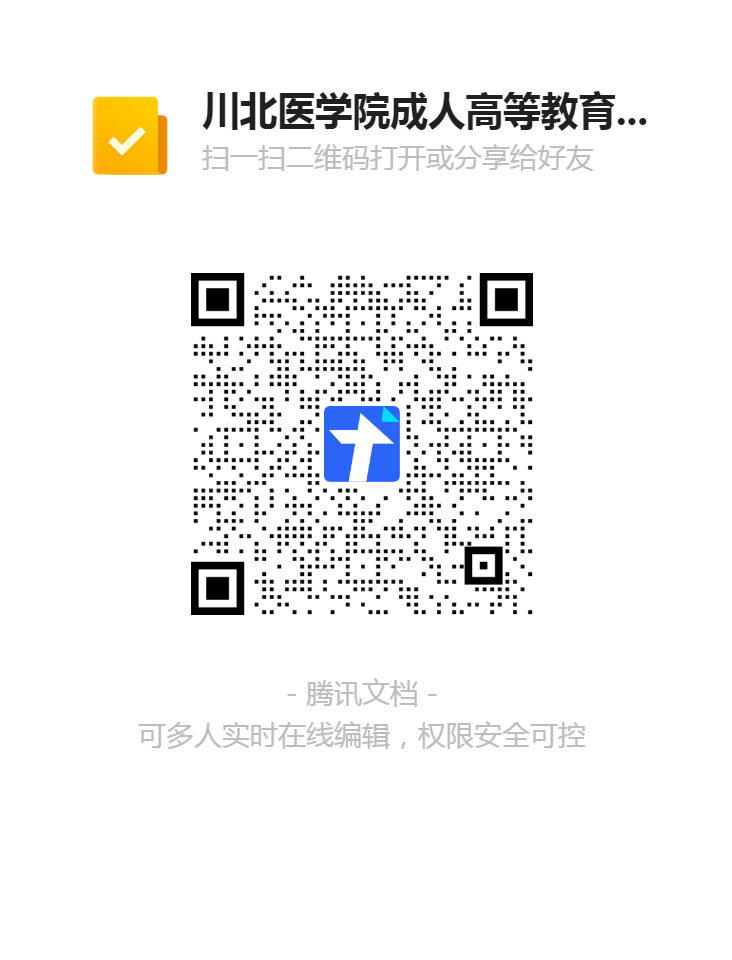 川北医学院成人高等教育...
扫一扫二维码打开或分享给好友
- 腾讯文档 -
可多人实时在线编辑，权限安全可控